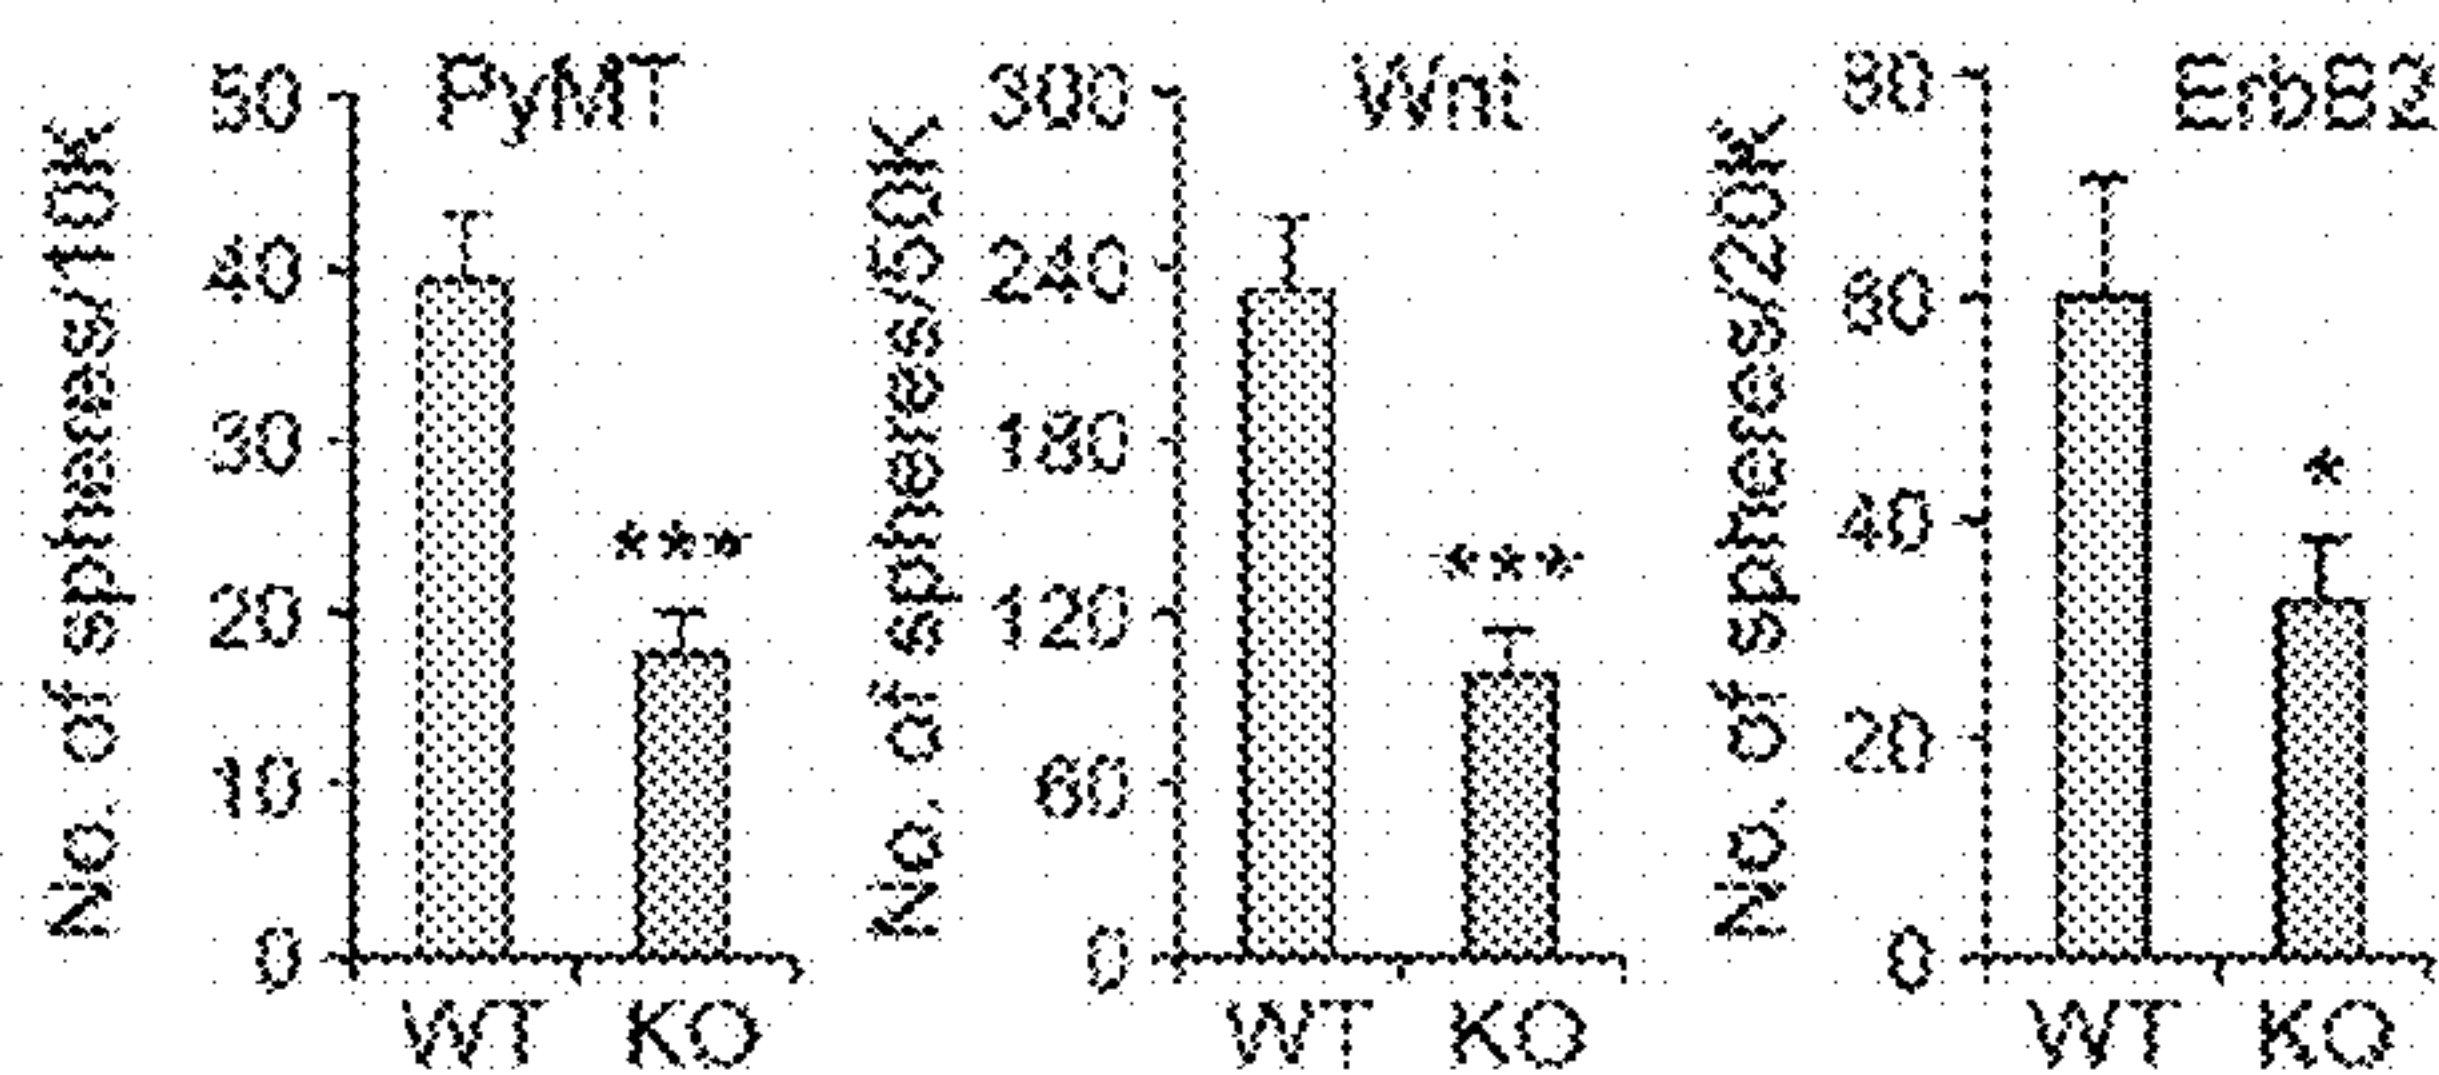 PyMT
No. of spheres/10K
50
40
30
20
10
0
***
WT KO
Wnt
No. of spheres/50K
300
240
180
120
60
0
***
WT KO
ErbB2
No. of spheres/20K
80
60
40
20
0
*
WT KO